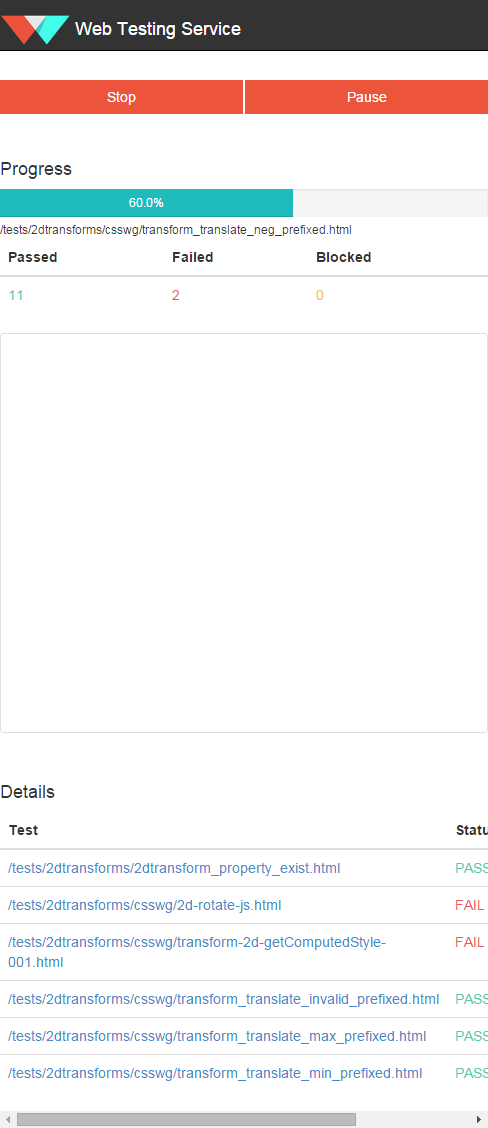 Web Testing Service
Stop Pause
Progress
60.0%
/tests/2dtransforms/csswg/transform_translate_neg_prefixed.html
Passed Failed Blocked
11 2 0
Details
Test Statu
/tests/2dtransforms/2dtransform_property_exist.html PASS
/tests/2dtransforms/csswg/2d-rotate-js.html FAIL
/tests/2dtransforms/csswg/transform-2d-getComputedStyle- FAIL
001.html
/tests/2dtransforms/csswg/transform_translate_invalid_prefixed.html PASS
/tests/2dtransforms/csswg/transform_translate_max_prefixed.html PASS
/tests/2dtransforms/csswg/transform_translate_min_prefixed.html PASS